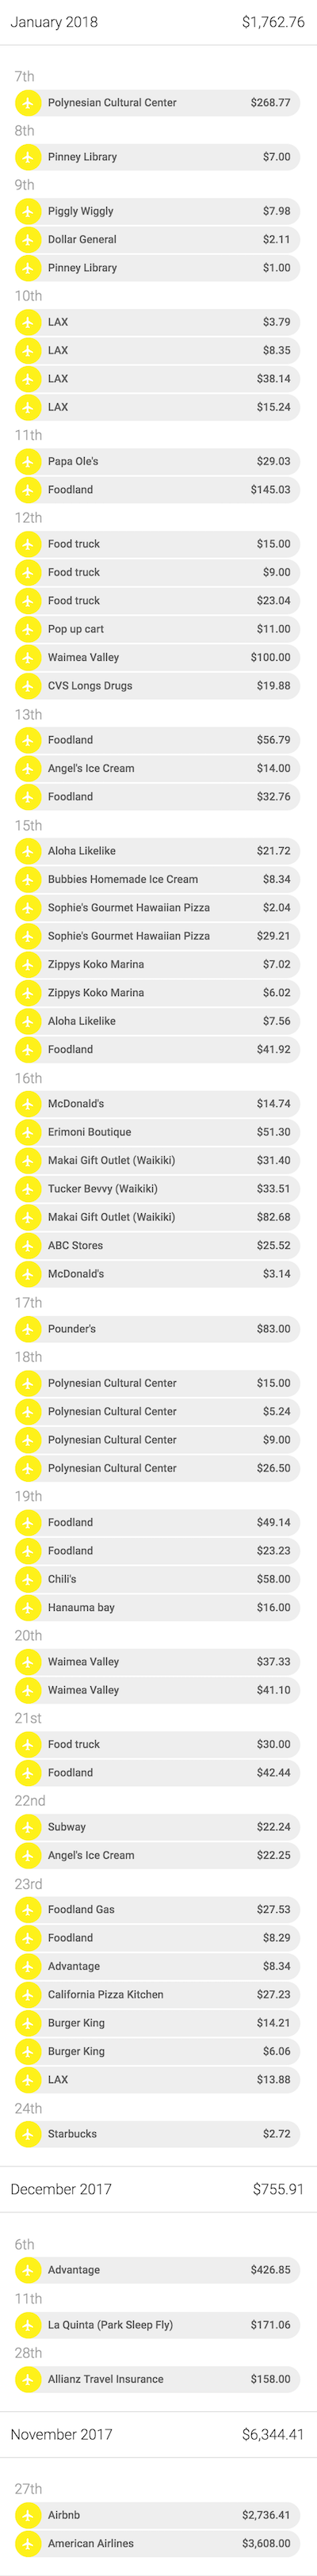 January 2018 $1,762.76
7th
Polynesian Cultural Center $268.77
8th
Pinney Library $7.00
9th
Piggly Wiggly $7.98
Dollar General $2.11
Pinney Library $1.00
10th
LAX $3.79
LAX $8.35
LAX $38.14
LAX $15.24
11th
Papa Ole's $29.03
Foodland $145.03
12th
Food truck $15.00
Food truck $9.00
Food truck $23.04
Pop up cart $11.00
Waimea Valley $100.00
CVS Longs Drugs $19.88
13th
Foodland $56.79
Angel's Ice Cream $14.00
Foodland $32.76
15th
Aloha Likelike $21.72
Bubbies Homemade Ice Cream $8.34
Sophie's Gourmet Hawaiian Pizza $2.04
Sophie's Gourmet Hawaiian Pizza $29.21
Zippys Koko Marina $7.02
Zippys Koko Marina $6.02
Aloha Likelike $7.56
Foodland $41.92
16th
McDonald's $14.74
Erimoni Boutique $51.30
Makai Gift Outlet (Waikiki) $31.40
Tucker Bevvy (Waikiki) $33.51
Makai Gift Outlet (Waikiki) $82.68
ABC Stores $25.52
McDonald's $3.14
17th
Pounder's $83.00
18th
Polynesian Cultural Center $15.00
Polynesian Cultural Center $5.24
Polynesian Cultural Center $9.00
Polynesian Cultural Center $26.50
19th
Foodland $49.14
Foodland $23.23
Chili's $58.00
Hanauma bay $16.00
20th
Waimea Valley $37.33
Waimea Valley $41.10
21st
Food truck $30.00
Foodland $42.44
22nd
Subway $22.24
Angel's Ice Cream $22.25
23rd
Foodland Gas $27.53
Foodland $8.29
Advantage $8.34
California Pizza Kitchen $27.23
Burger King $14.21
Burger King $6.06
LAX $13.88
24th
Starbucks $2.72
December 2017 $755.91
6th
Advantage $426.85
11th
La Quinta (Park Sleep Fly) $171.06
28th
Allianz Travel Insurance $158.00
November 2017 $6,344.41
27th
Airbnb $2,736.41
American Airlines $3,608.00